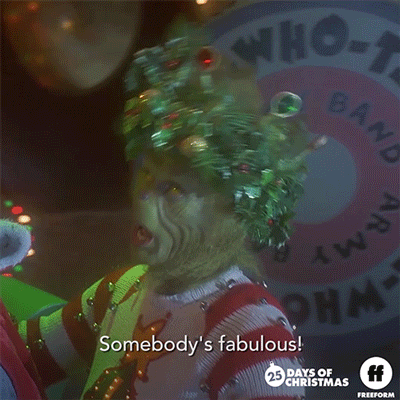 WHO-
BAND
ARMY
-WHO
Somebody's fabulous!
25 DAYS OF
CHRISTMAS
ff
FREEFORM